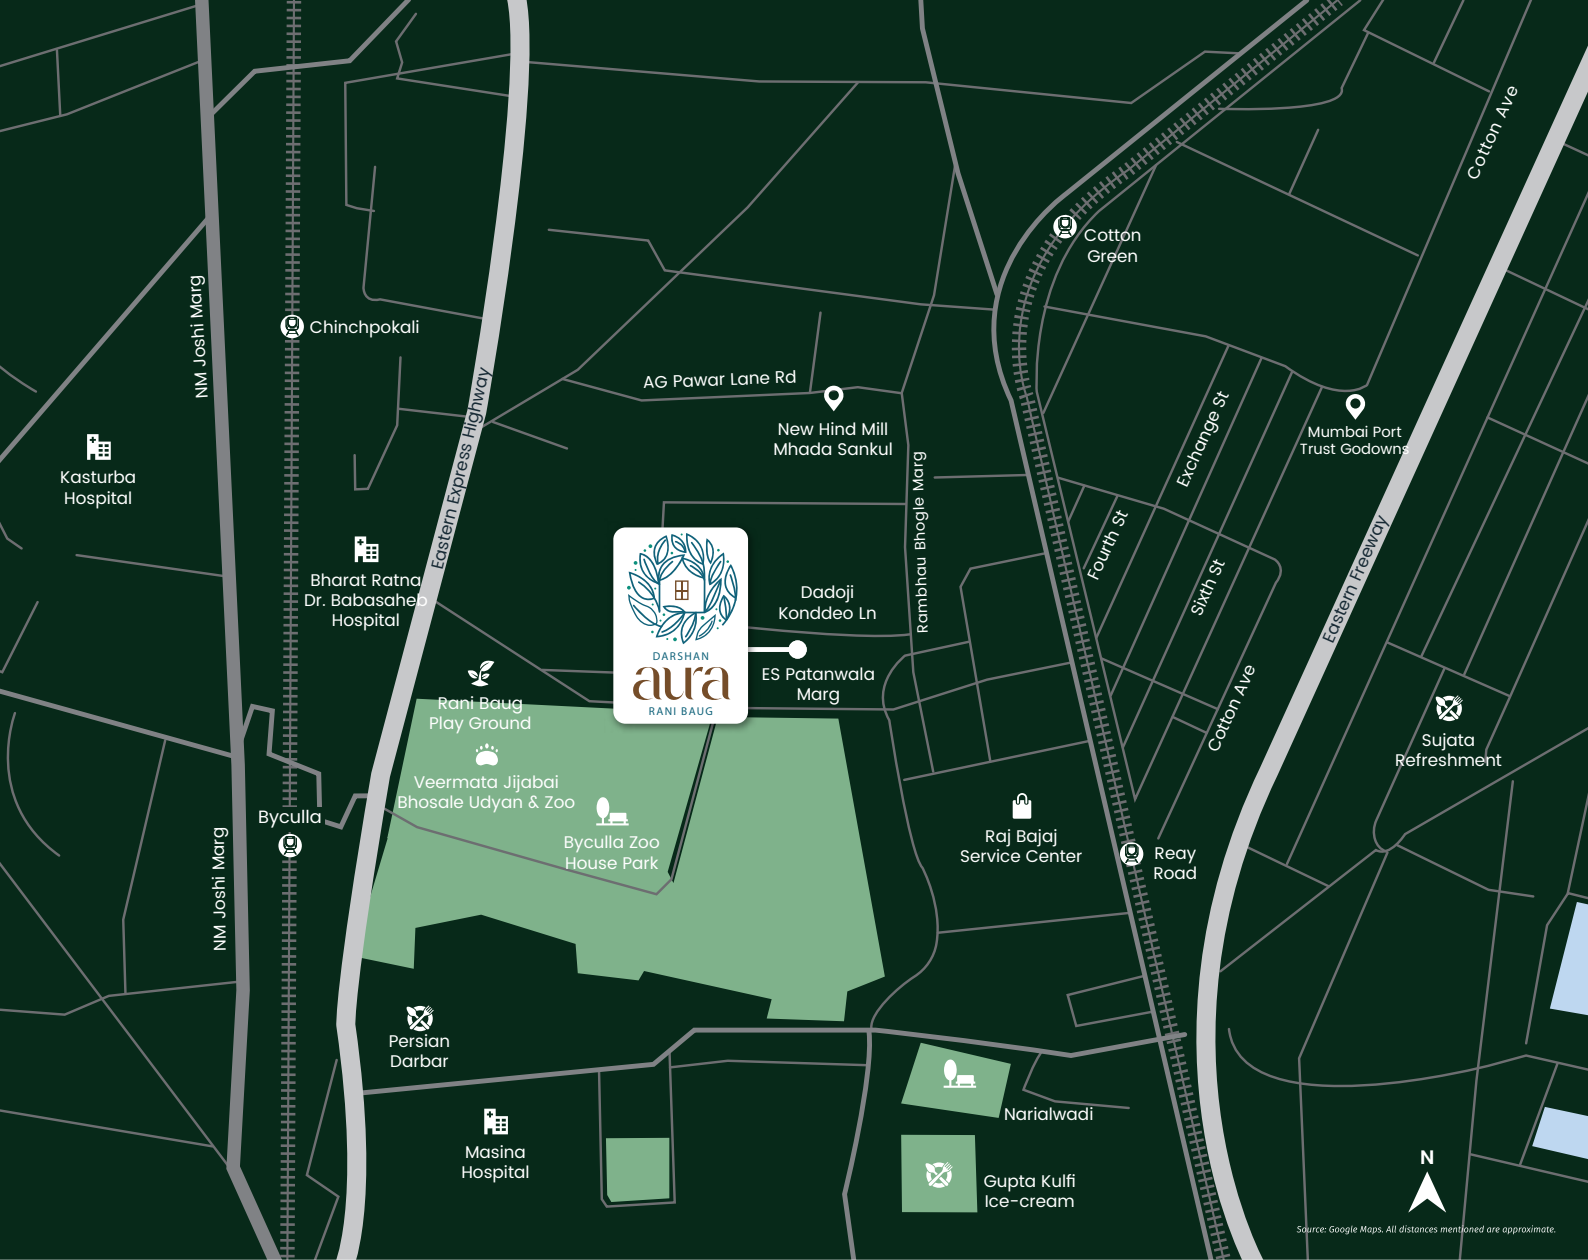 Cotton Ave
Cotton
Green
NM Joshi Marg
Chinchpokali
Eastern Express Highway
AG Pawar Lane Rd
New Hind Mill
Mhada Sankul
Exchange St
Mumbai Port
Trust Godowns
Kasturba
Hospital
Rambhau Bhogle Marg
Fourth St
Sixth St
Eastern Freeway
Bharat Ratna
Dr. Babasaheb
Hospital
Dadoji
Konddeo Ln
DARSHAN
aura
RANI BAUG
ES Patanwala
Marg
Rani Baug
Play Ground
Cotton Ave
Sujata
Refreshment
Veermata Jijabai
Bhosale Udyan & Zoo
Byculla
Byculla Zoo
House Park
Raj Bajaj
Service Center
Reay
Road
NM Joshi Marg
Persian
Darbar
Narialwadi
Masina
Hospital
Gupta Kulfi
Ice-cream
N
Source: Google Maps. All distances mentioned are approximate.